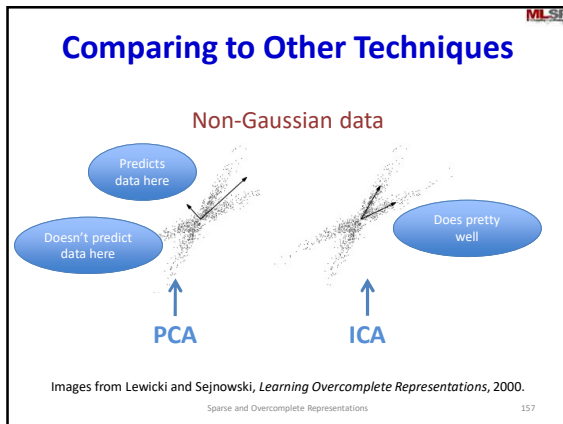 MLSP
Comparing to Other Techniques
Non-Gaussian data
Predicts
data here
Doesn't predict
data here
Does pretty
well
PCA
ICA
Images from Lewicki and Sejnowski, Learning Overcomplete Representations, 2000.
Sparse and Overcomplete Representations
157